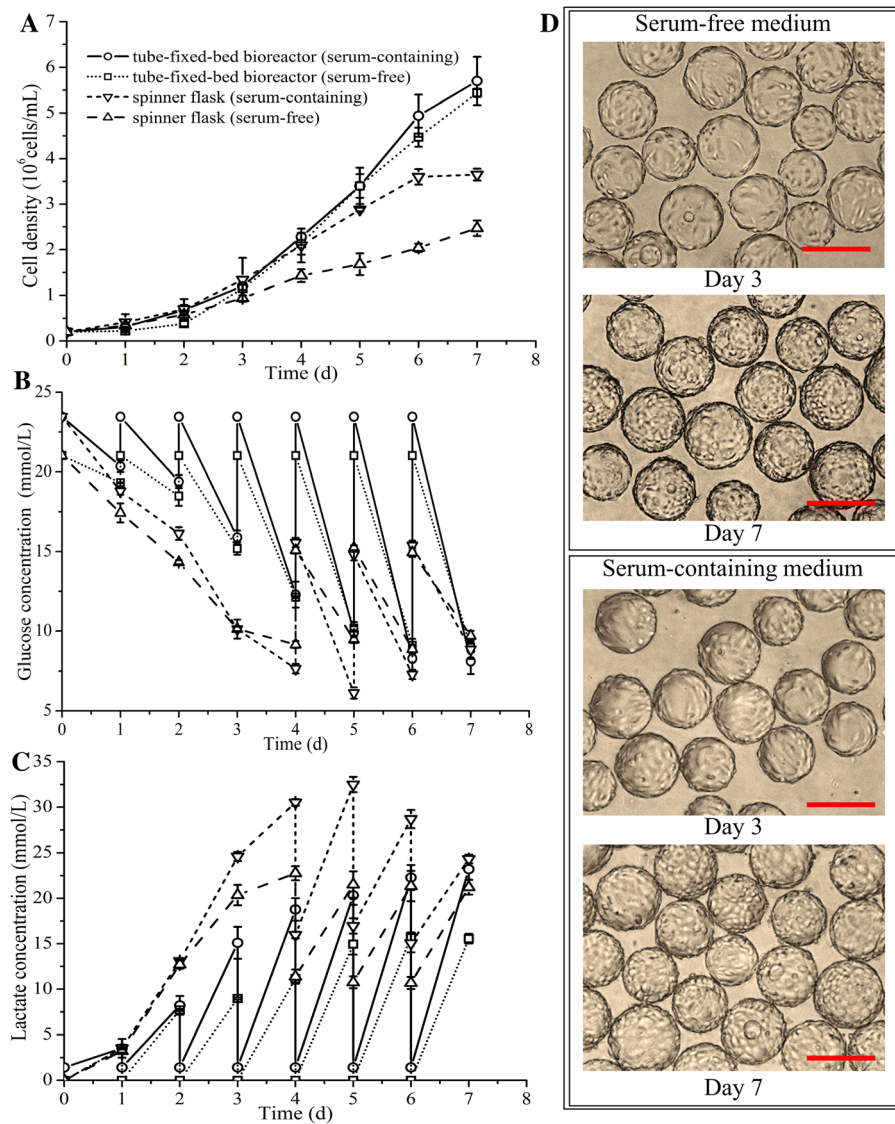 A
tube-fixed-bed bioreactor (serum-containing)
tube-fixed-bed bioreactor (serum-free)
spinner flask (serum-containing)
spinner flask (serum-free)
Cell density (10⁶cells/mL)
7
6
5
4
3
2
1
0
0 1 2 3 4 5 6 7 8
Time (d)
B
Glucose concentration (mmol/L)
25
20
15
10
5
0 1 2 3 4 5 6 7 8
Time (d)
C
Lactate concentration (mmol/L)
35
30
25
20
15
10
5
0
0 1 2 3 4 5 6 7 8
Time (d)
D
Serum-free medium
Day 3
Day 7
Serum-containing medium
Day 3
Day 7